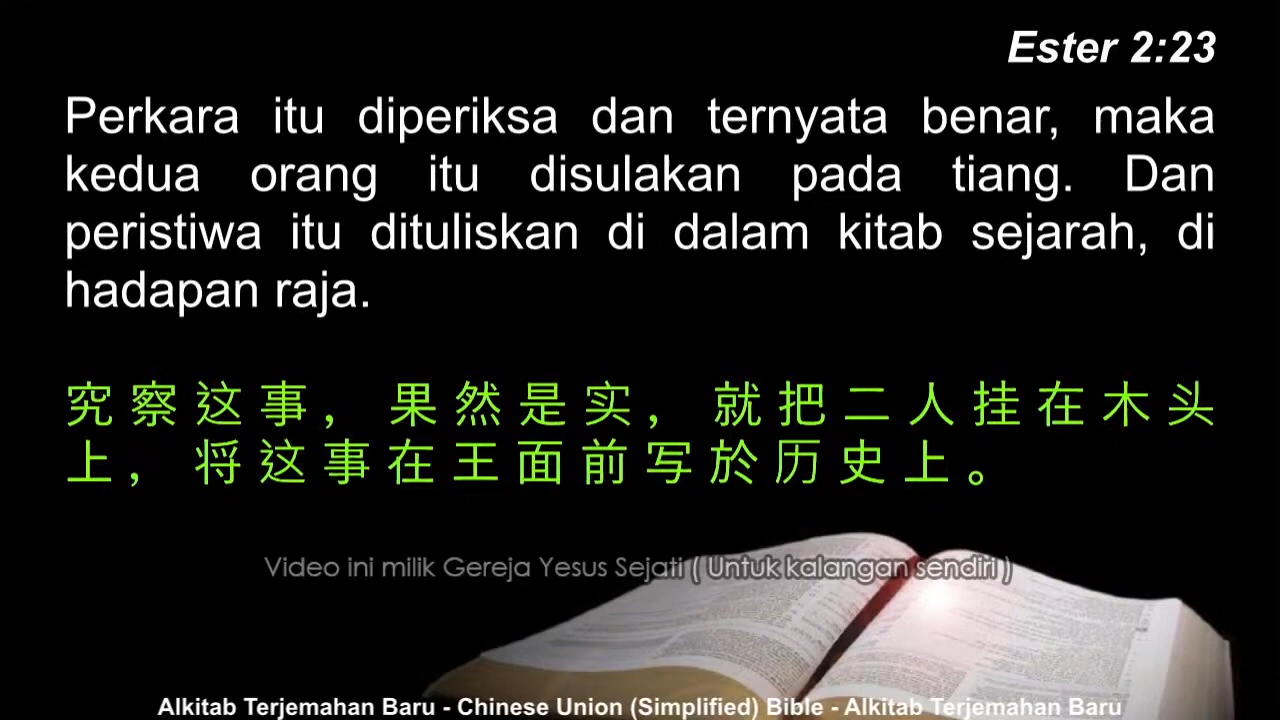 Ester 2:23
Perkara itu diperiksa dan ternyata benar, maka
kedua orang itu disulakan pada tiang. Dan
peristiwa itu dituliskan di dalam kitab sejarah, di
hadapan raja.
究察这事，果然是实，就把二人挂在木头
上，将这事在王面前写於历史上。
Video ini milik Gereja Yesus Sejati ( Untuk kalangan sendiri )
Alkitab Terjemahan Baru - Chinese Union (Simplified) Bible - Alkitab Terjemahan Baru